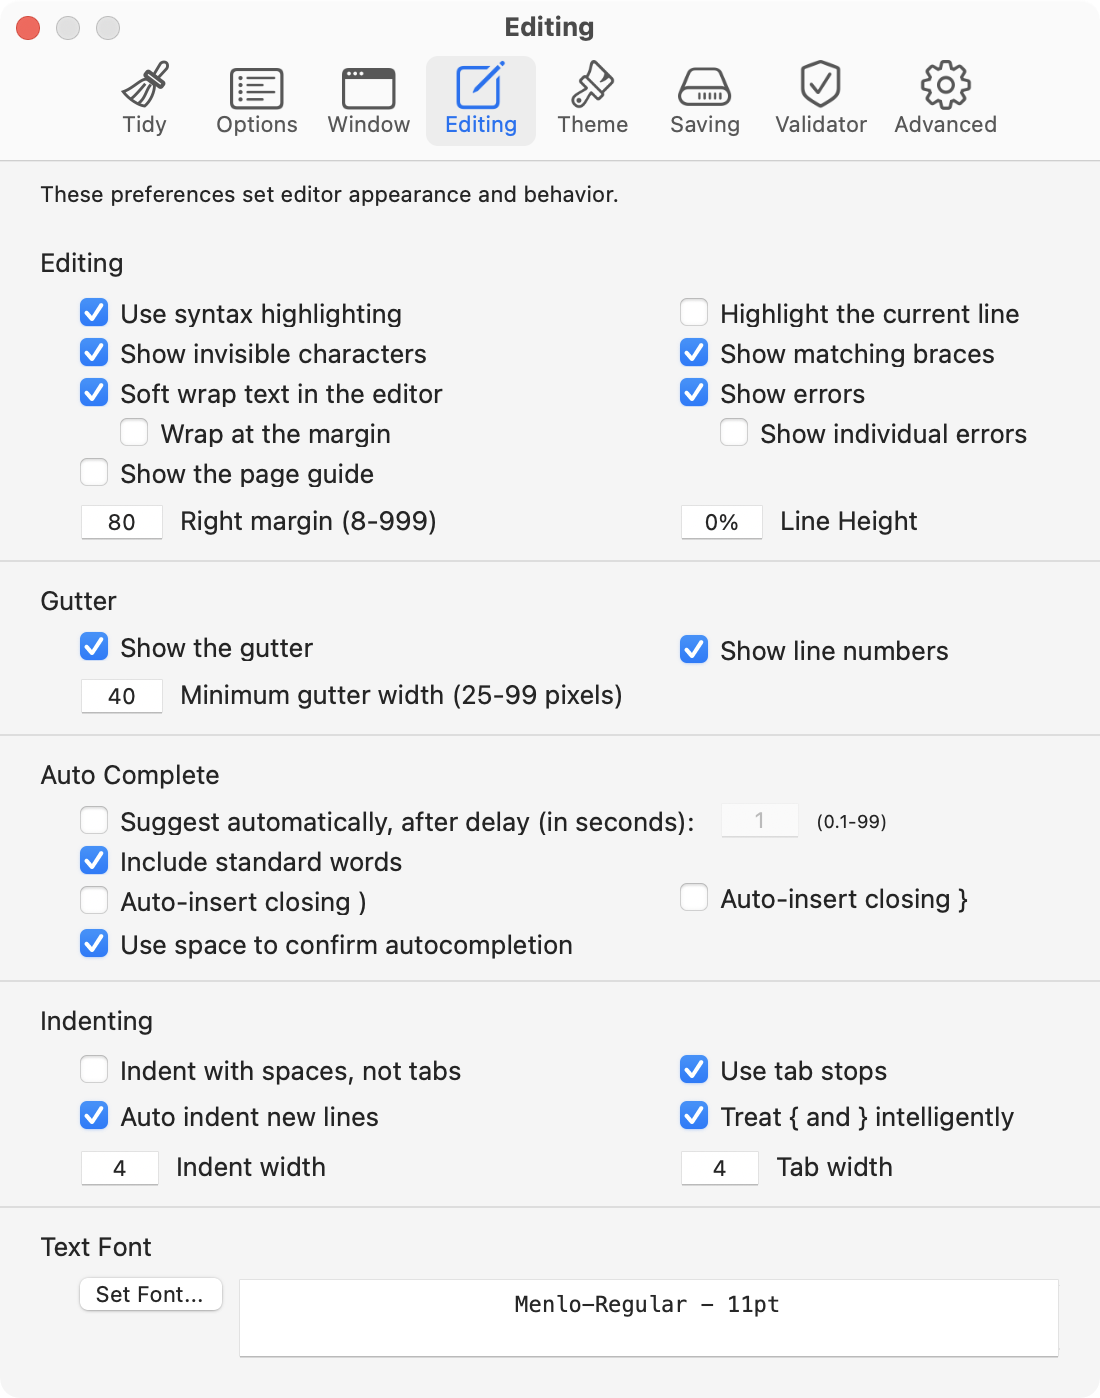 Editing
Tidy Options Window Editing Theme Saving Validator Advanced
These preferences set editor appearance and behavior.
Editing
Use syntax highlighting Highlight the current line
Show invisible characters Show matching braces
Soft wrap text in the editor Show errors
Wrap at the margin Show individual errors
Show the page guide
80 Right margin (8-999) 0% Line Height
Gutter
Show the gutter Show line numbers
40 Minimum gutter width (25-99 pixels)
Auto Complete
Suggest automatically, after delay (in seconds): 1 (0.1-99)
Include standard words
Auto-insert closing ) Auto-insert closing }
Use space to confirm autocompletion
Indenting
Indent with spaces, not tabs Use tab stops
Auto indent new lines Treat { and } intelligently
4 Indent width 4 Tab width
Text Font
Set Font... Menlo-Regular - 11pt